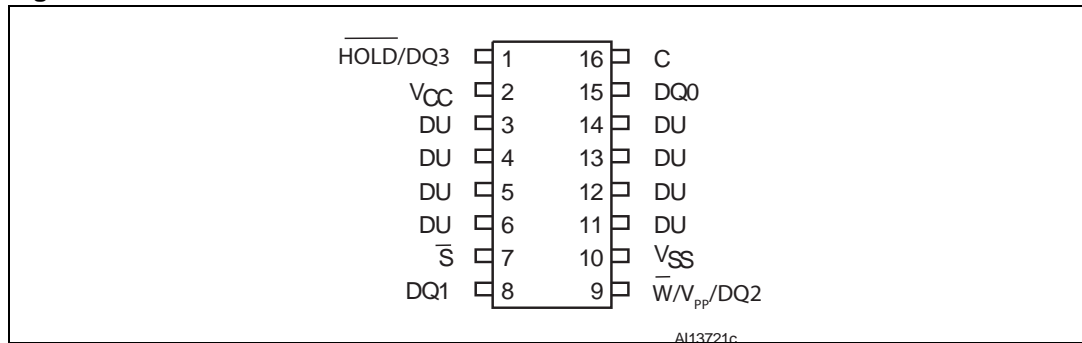 HOLD/DQ3 1 16 C
VCC 2 15 DQ0
DU 3 14 DU
DU 4 13 DU
DU 5 12 DU
DU 6 11 DU
S 7 10 VSS
DQ1 8 9 W/VPP/DQ2
AI13721c